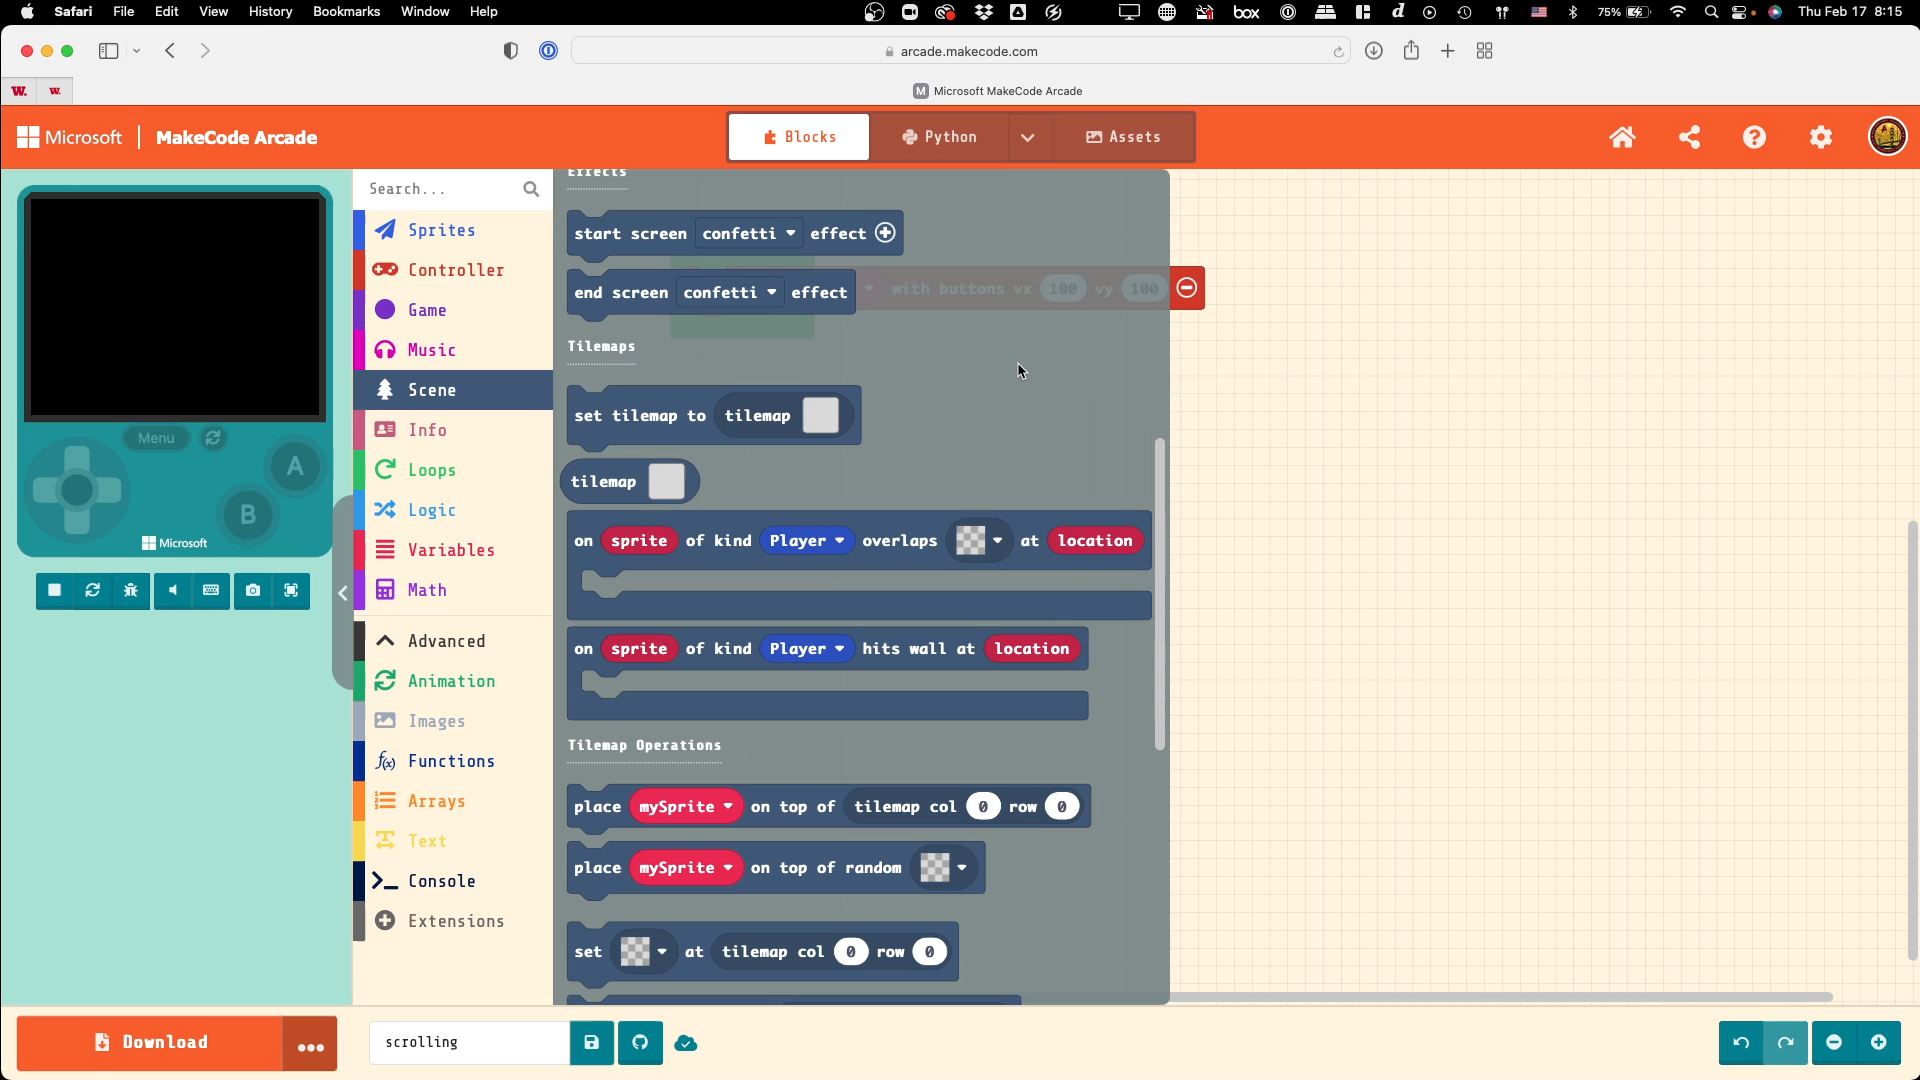 Safari File Edit View History Bookmarks Window Help box 75% Thu Feb 17 8:15
arcade.makecode.com
W. W. M Microsoft MakeCode Arcade
Microsoft | MakeCode Arcade Blocks Python Assets
Search...
Sprites
Controller
Game
Music
Scene
Info
Loops
Logic
Variables
Math
Advanced
Animation
Images
Functions
Arrays
Text
Console
Extensions
Menu
A
B
Microsoft
Effects
start screen confetti effect
end screen confetti effect
with buttons vx 100 vy 100
Tilemaps
set tilemap to tilemap
tilemap
on sprite of kind Player overlaps at location
on sprite of kind Player hits wall at location
Tilemap Operations
place mySprite on top of tilemap col 0 row 0
place mySprite on top of random
set at tilemap col 0 row 0
Download ... scrolling